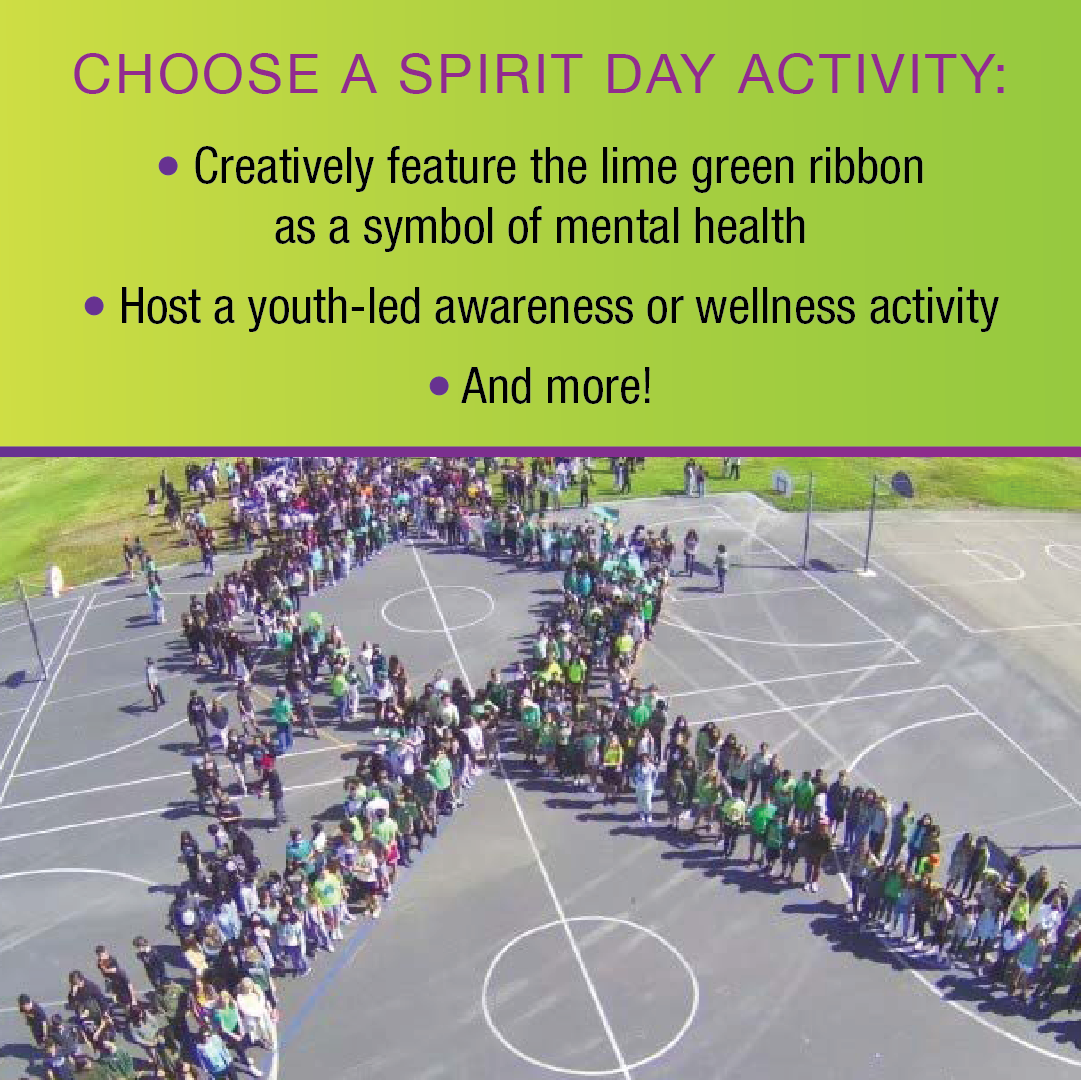 CHOOSE A SPIRIT DAY ACTIVITY:
• Creatively feature the lime green ribbon
as a symbol of mental health
• Host a youth-led awareness or wellness activity
• And more!